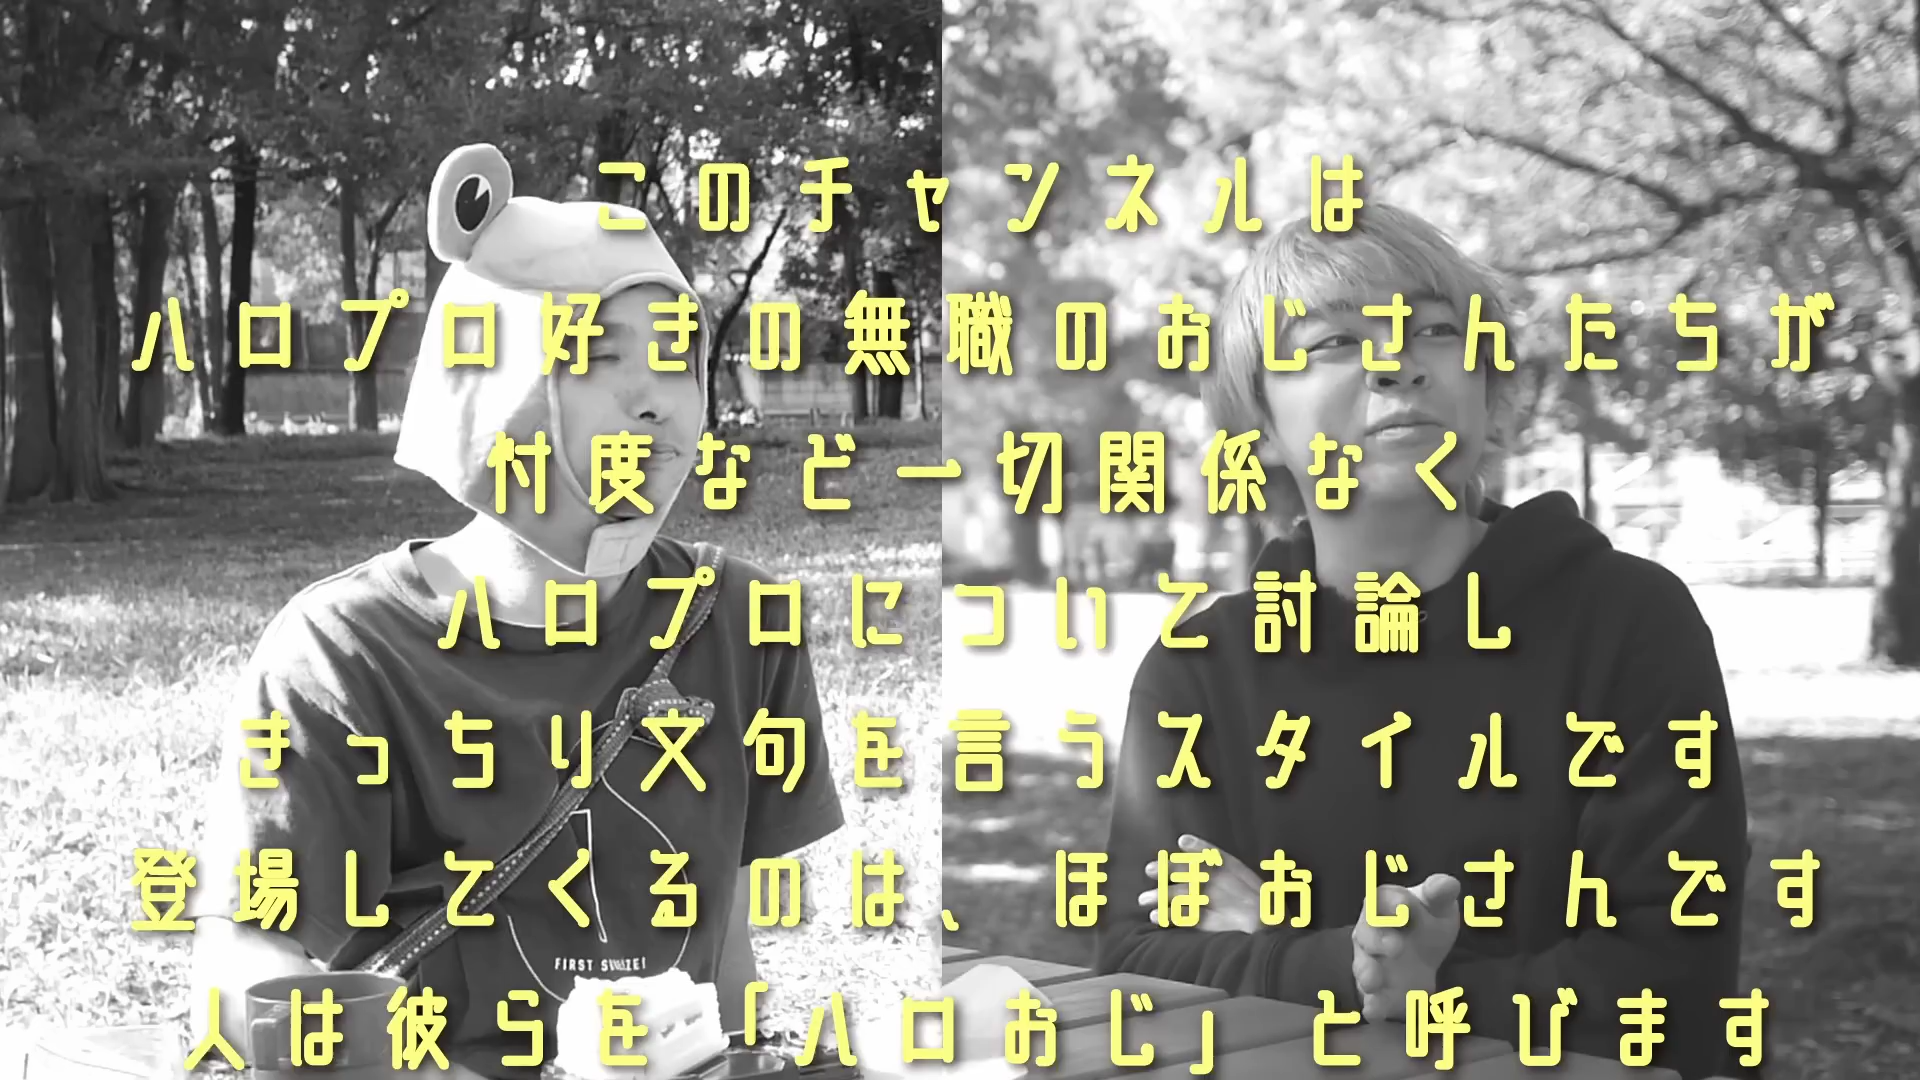 このチャンネルは
ハロプロ好きの無職のおじさんたちが
忖度など一切関係なく
ハロプロについて討論し
きっちり文句を言うスタイルです
登場してくるのは、ほぼおじさんです
人は彼らを「ハロおじ」と呼びます
FIRST SQUEEZE!